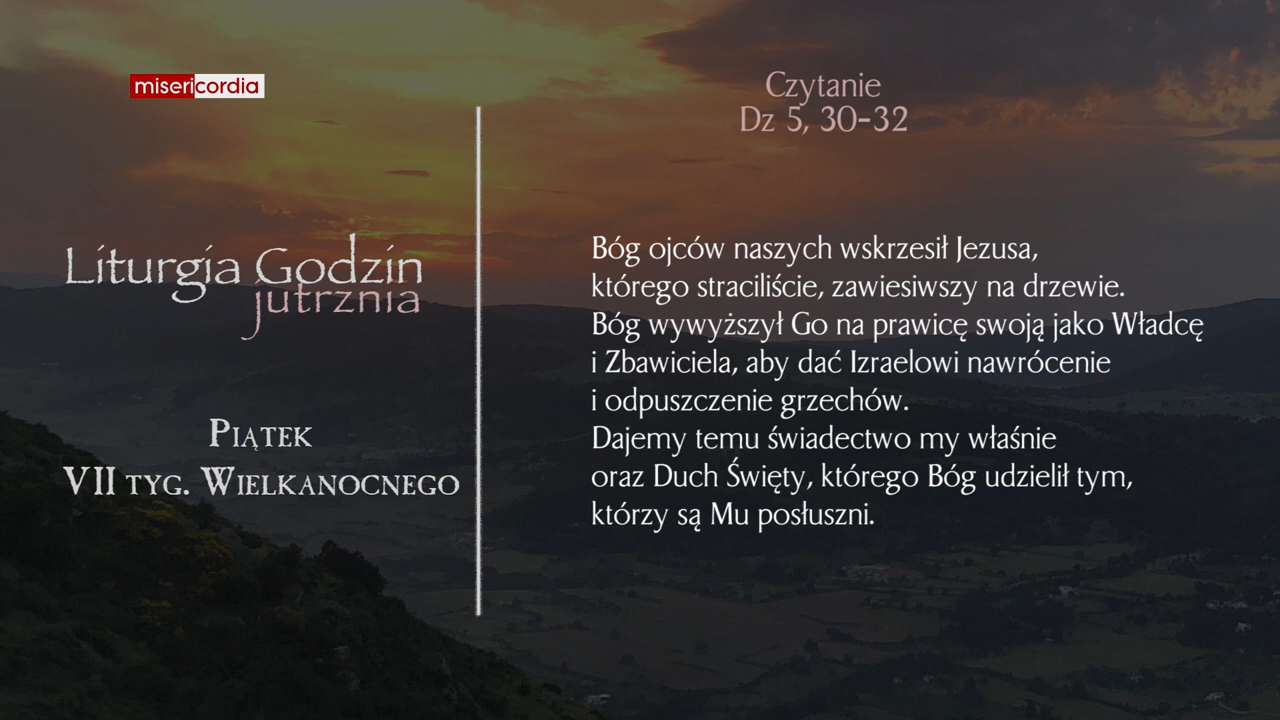 misericordia
Liturgia Godzin
jutrznia
Piątek
VII tyg. Wielkanocnego
Czytanie
Dz 5, 30-32
Bóg ojców naszych wskrzesił Jezusa,
którego straciliście, zawiesiwszy na drzewie.
Bóg wywyższył Go na prawicę swoją jako Władcę
i Zbawiciela, aby dać Izraelowi nawrócenie
i odpuszczenie grzechów.
Dajemy temu świadectwo my właśnie
oraz Duch Święty, którego Bóg udzielił tym,
którzy są Mu posłuszni.